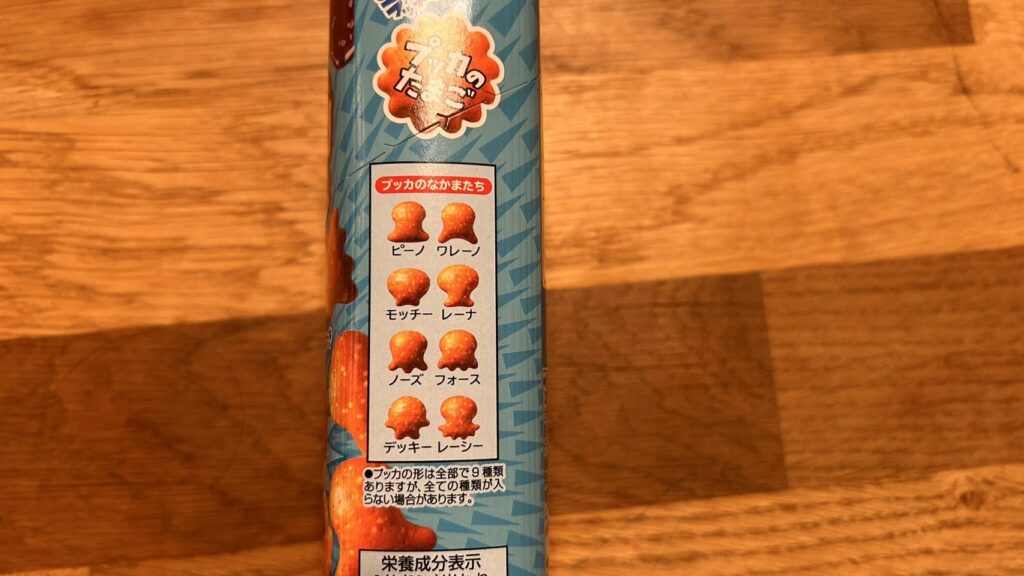 プッカの
たまご
プッカのなかまたち
ピーノ ワレーノ
モッチー レーナ
ノーズ フォース
デッキー レーシー
●プッカの形は全部で9種類
ありますが、全ての種類が入
らない場合があります。
栄養成分表示